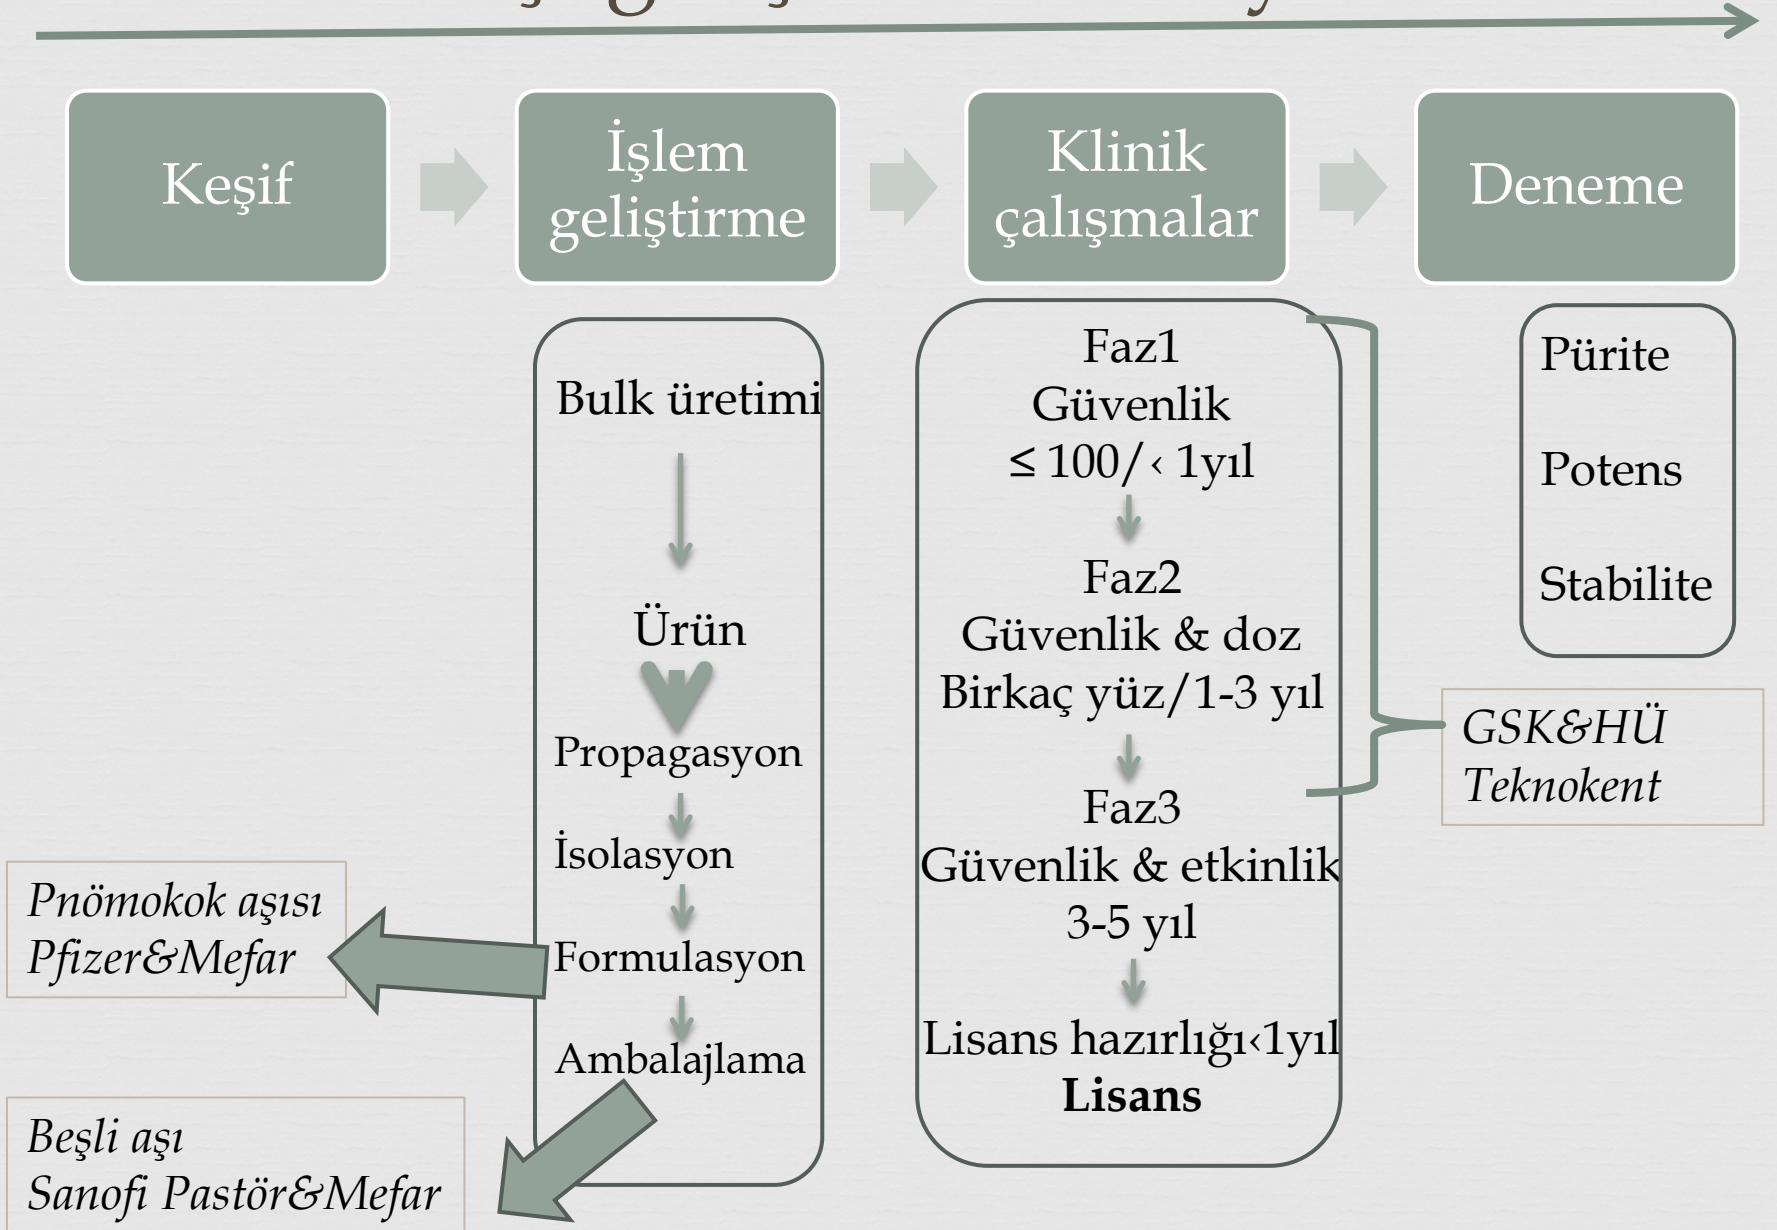 Keşif
İşlem
geliştirme
Klinik
çalışmalar
Deneme
Bulk üretimi
Ürün
Propagasyon
İsolasyon
Formulasyon
Ambalajlama
Pnömokok aşısı
Pfizer&Mefar
Beşli aşı
Sanofi Pastör&Mefar
Faz1
Güvenlik
≤ 100/‹ 1yıl
Faz2
Güvenlik & doz
Birkaç yüz/1-3 yıl
Faz3
Güvenlik & etkinlik
3-5 yıl
Lisans hazırlığı‹1yıl
Lisans
Pürite
Potens
Stabilite
GSK&HÜ
Teknokent